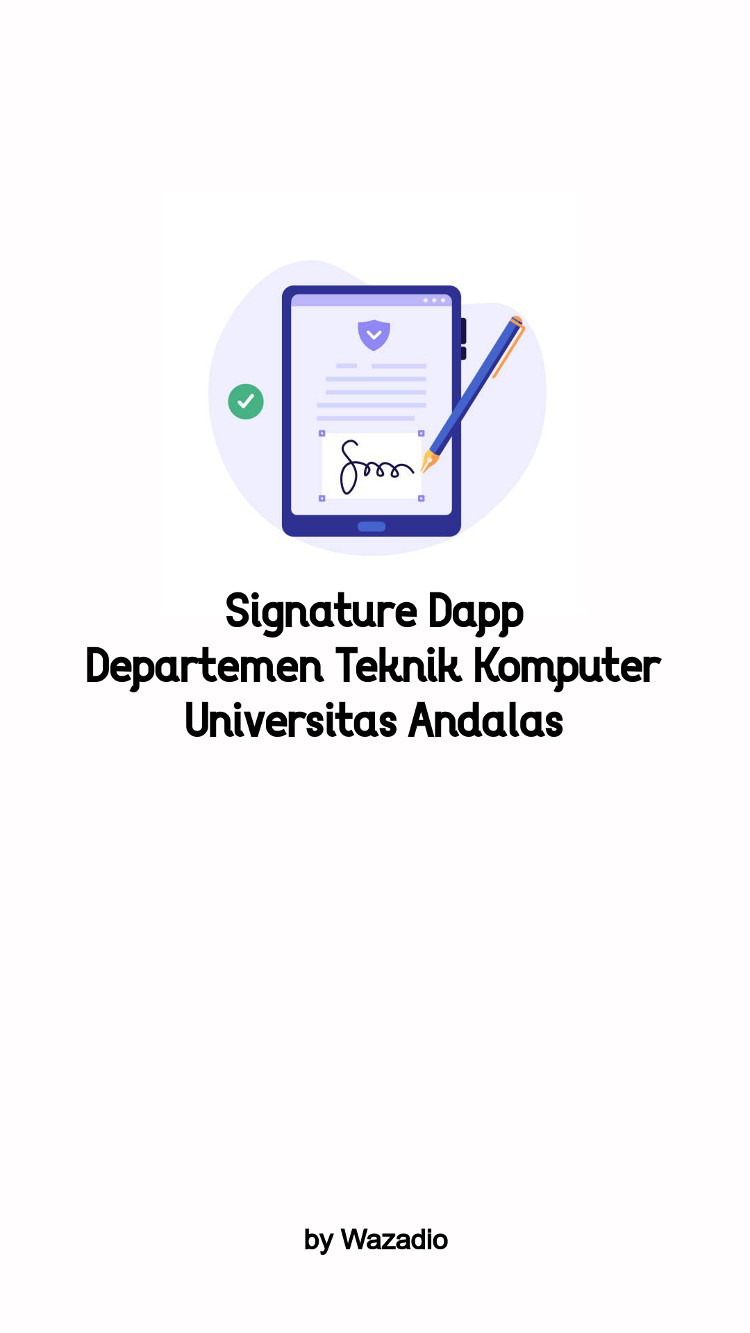 Signature Dapp
Departemen Teknik Komputer
Universitas Andalas
by Wazadio